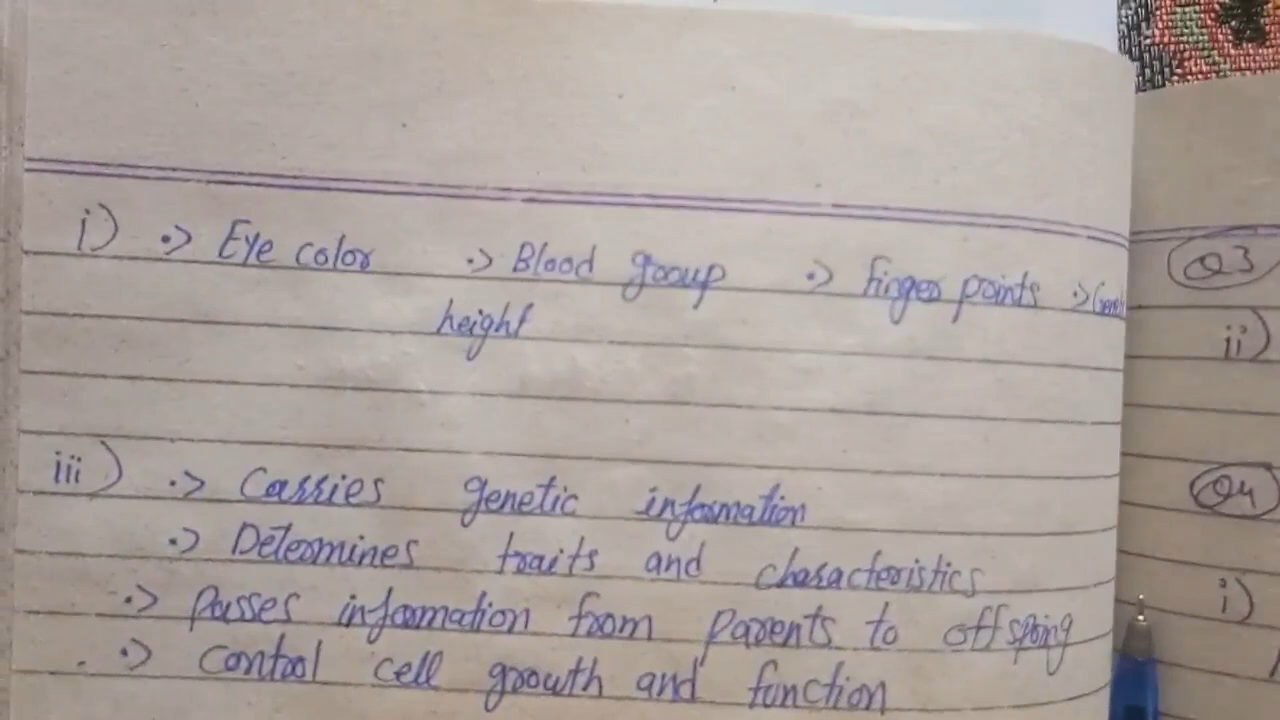 i) ∴> Eye color ∴> Blood group ∴> finger points
height
iii) ∴> Carries genetic information
∴> Determines traits and characteristics
∴> Passes information from parents to offspring
∴> control cell growth and function
Q3
ii)
Q4
i)